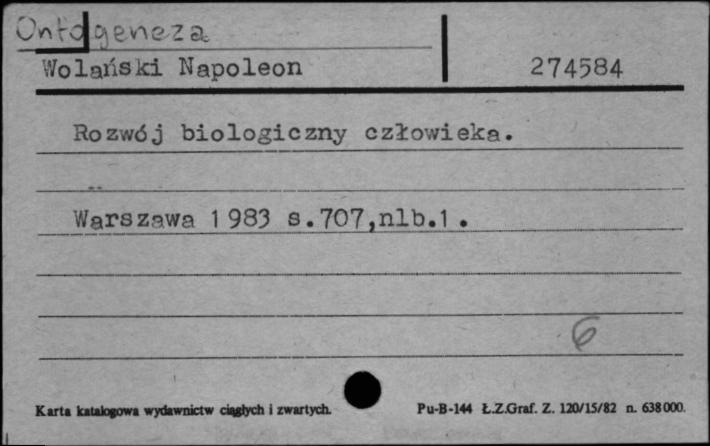 Ontogeneza
Wolański Napoleon 274584
Rozwój biologiczny człowieka.
Warszawa 1983 s.707,nlb.1.
6
Karta katalogowa wydawnictw ciągłych i zwartych. Pu-B-144 Ł.Z.Graf. Z. 120/15/82 n. 638000.